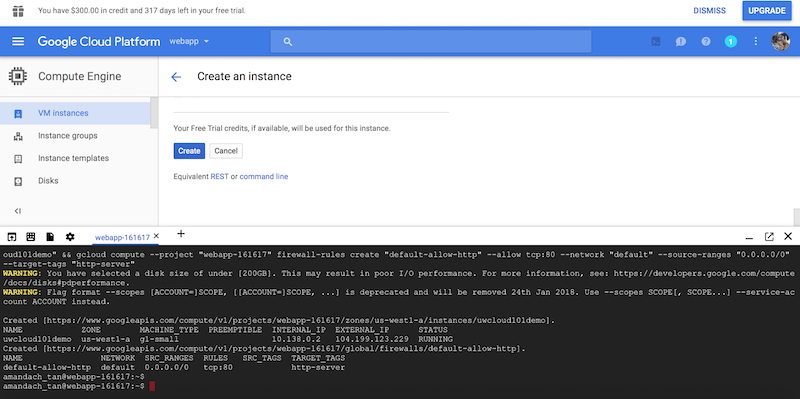 You have $300.00 in credit and 317 days left in your free trial.
DISMISS
UPGRADE
Google Cloud Platform
webapp
1
Compute Engine
Create an instance
VM instances
Instance groups
Instance templates
Disks
Your Free Trial credits, if available, will be used for this instance.
Create
Cancel
Equivalent REST or command line
webapp-161617
oud101demo" && gcloud compute --project "webapp-161617" firewall-rules create "default-allow-http" --allow tcp:80 --network "default" --source-ranges "0.0.0.0/0"
--target-tags "http-server"
WARNING: You have selected a disk size of under [200GB]. This may result in poor I/O performance. For more information, see: https://developers.google.com/compute
/docs/disks#pdperformance.
WARNING: Flag format --scopes [ACCOUNT=]SCOPE, [[ACCOUNT=]SCOPE, ...] is deprecated and will be removed 24th Jan 2018. Use --scopes SCOPE[, SCOPE...] --service-ac
count ACCOUNT instead.
Created [https://www.googleapis.com/compute/v1/projects/webapp-161617/zones/us-west1-a/instances/uwcloud101demo].
NAME ZONE MACHINE_TYPE PREEMPTIBLE INTERNAL_IP EXTERNAL_IP STATUS
uwcloud101demo us-west1-a g1-small 10.138.0.2 104.199.123.229 RUNNING
Created [https://www.googleapis.com/compute/v1/projects/webapp-161617/global/firewalls/default-allow-http].
NAME NETWORK SRC_RANGES RULES SRC_TAGS TARGET_TAGS
default-allow-http default 0.0.0.0/0 tcp:80 http-server
amandach_tan@webapp-161617:~$
amandach_tan@webapp-161617:~$